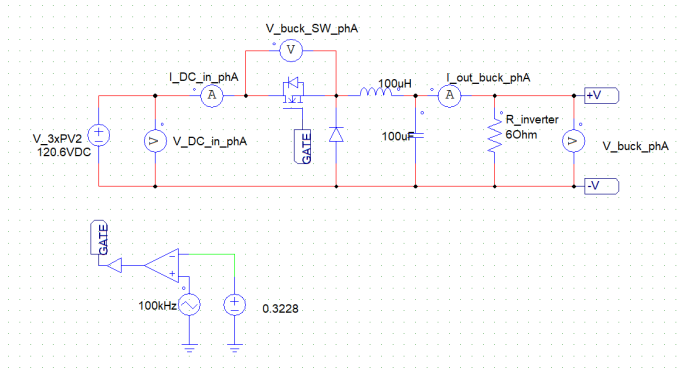 V_buck_SW_phA
V
I_DC_in_phA
100uH
I_out_buck_phA
A
A
+V
V_3xPV2
120.6VDC
V
V_DC_in_phA
GATE
100uF
R_inverter
6Ohm
V
V_buck_phA
-V
GATE
100kHz
0.3228